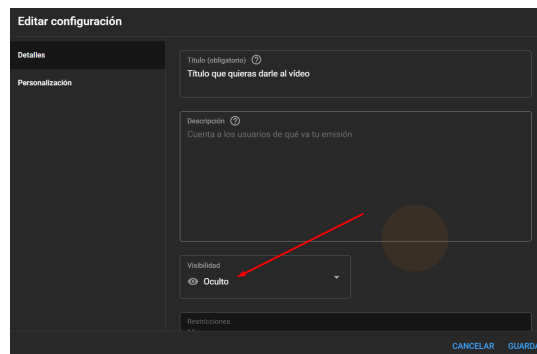 Editar configuración
Detalles
Personalización
Título (obligatorio)
Título que quieras darle al vídeo
Descripción
Cuenta a los usuarios de qué va tu emisión
Visibilidad
Oculto
Restricciones
CANCELAR GUARDA